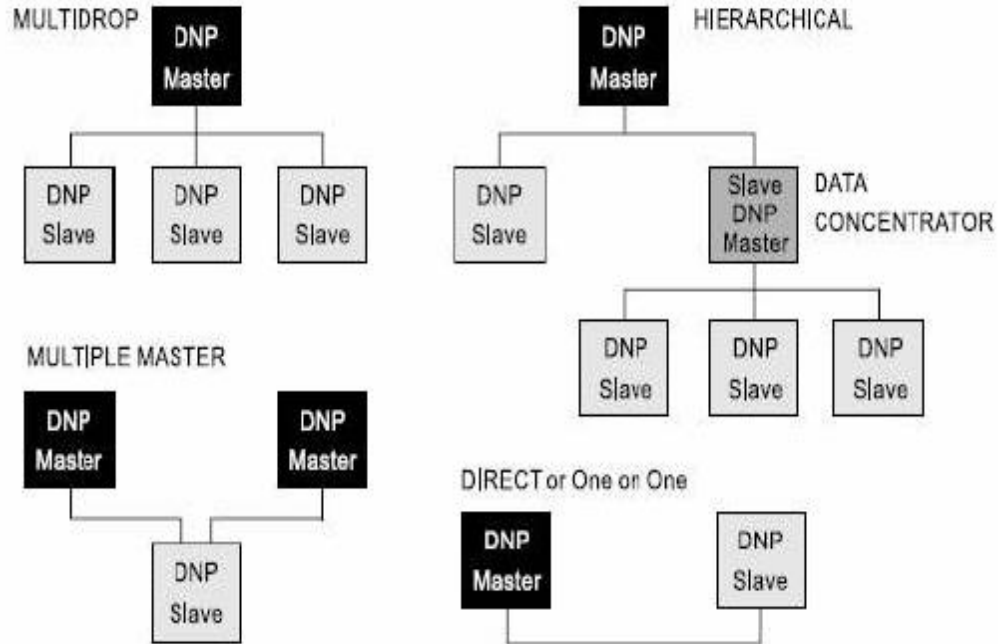 MULTIDROP
DNP
Master
DNP
Slave
DNP
Slave
DNP
Slave
HIERARCHICAL
DNP
Master
DNP
Slave
Slave
DNP
Master
DATA
CONCENTRATOR
DNP
Slave
DNP
Slave
DNP
Slave
MULTIPLE MASTER
DNP
Master
DNP
Master
DNP
Slave
DIRECT or One on One
DNP
Master
DNP
Slave